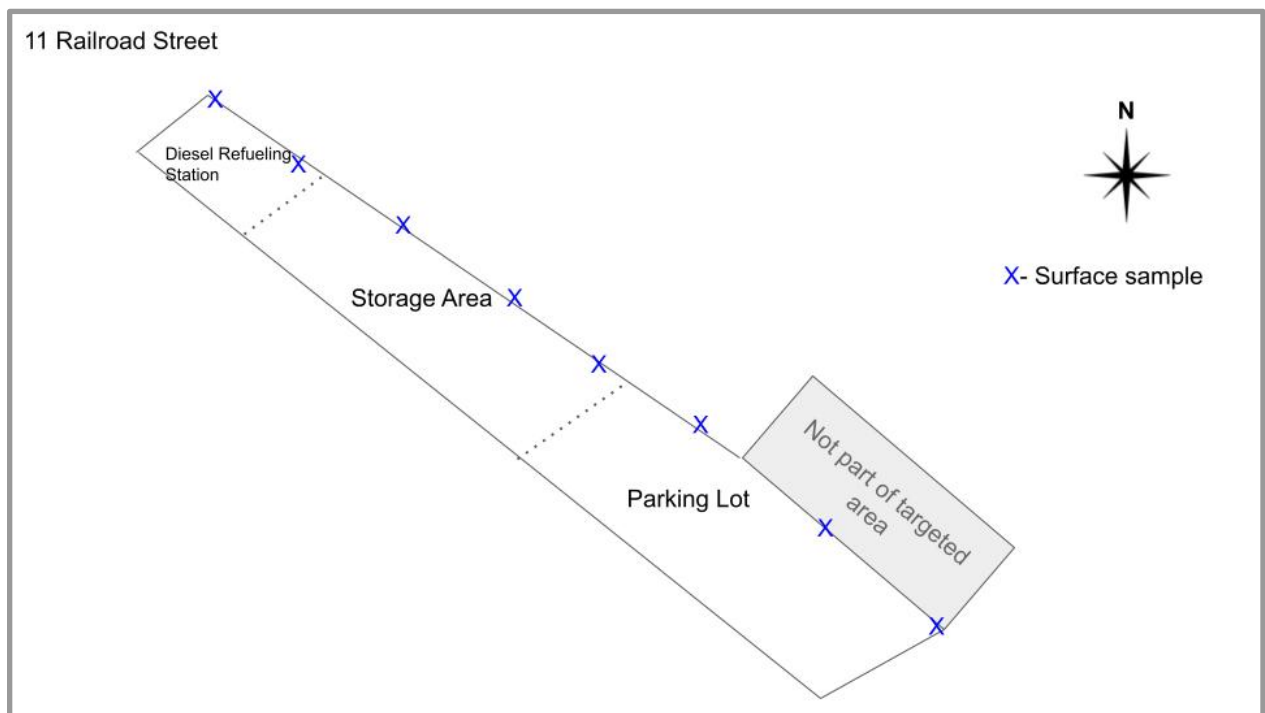 11 Railroad Street
N
Diesel Refueling
Station
X- Surface sample
Storage Area
Not part of targeted
area
Parking Lot
X
X
X
X
X
X
X
X